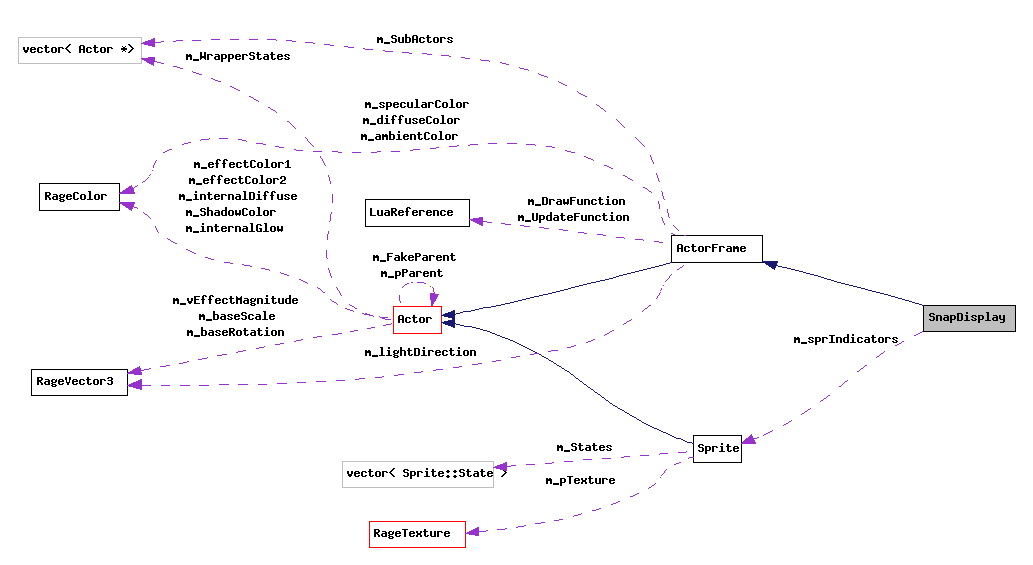 m_SubActors
vector< Actor *>
m_WrapperStates
m_specularColor
m_diffuseColor
m_ambientColor
m_effectColor1
m_effectColor2
m_internalDiffuse
m_ShadowColor
m_internalGlow
RageColor
LuaReference
m_DrawFunction
m_UpdateFunction
ActorFrame
m_FakeParent
m_pParent
m_vEffectMagnitude
m_baseScale
m_baseRotation
Actor
SnapDisplay
m_sprIndicators
m_lightDirection
RageVector3
m_States
Sprite
vector< Sprite::State >
m_pTexture
RageTexture